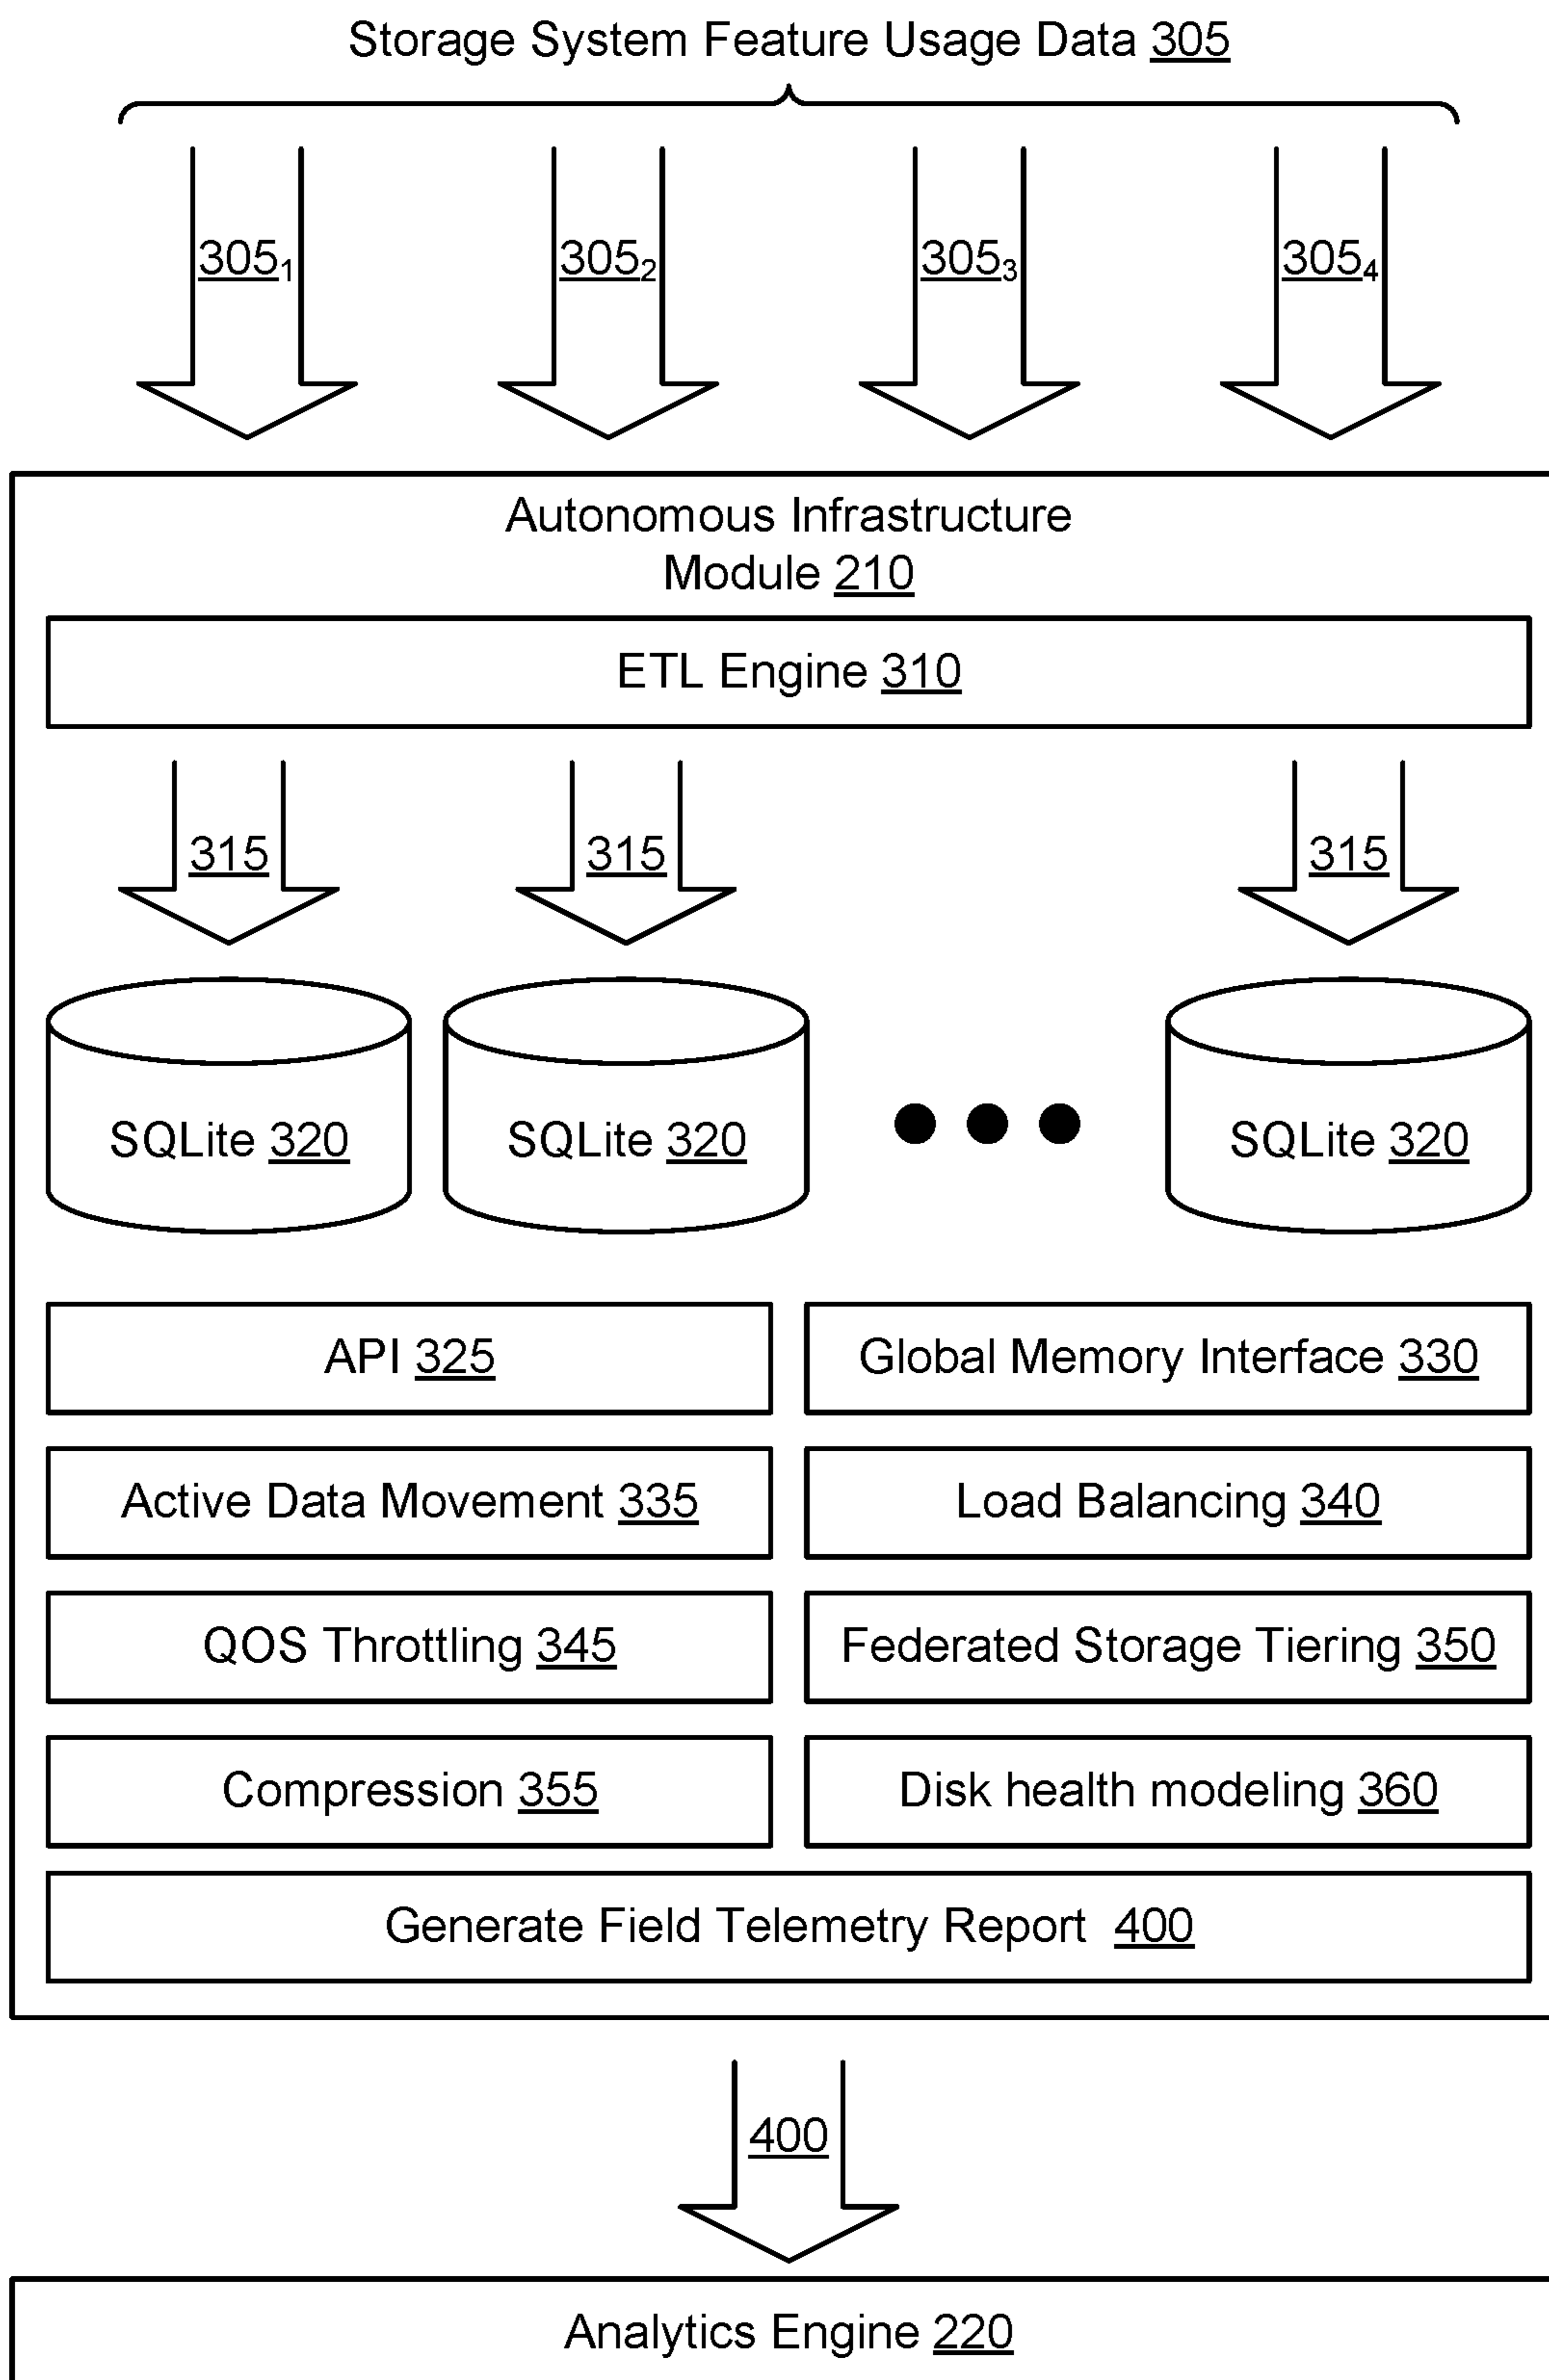 Storage System Feature Usage Data 305
305₁ 305₂ 305₃ 305₄
Autonomous Infrastructure
Module 210
ETL Engine 310
315 315 315
SQLite 320 SQLite 320 SQLite 320
API 325 Global Memory Interface 330
Active Data Movement 335 Load Balancing 340
QOS Throttling 345 Federated Storage Tiering 350
Compression 355 Disk health modeling 360
Generate Field Telemetry Report 400
400
Analytics Engine 220